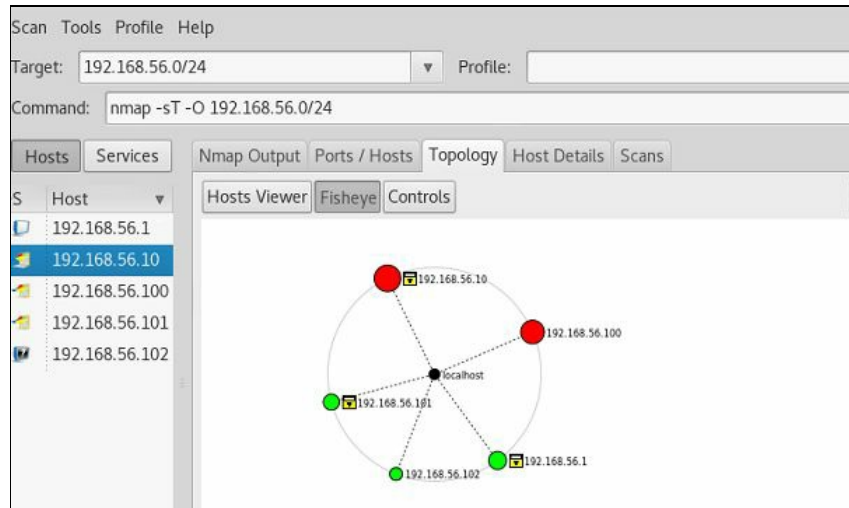 Scan Tools Profile Help
Target: 192.168.56.0/24 Profile:
Command: nmap -sT -O 192.168.56.0/24
Hosts Services
Nmap Output Ports / Hosts Topology Host Details Scans
S Host
Hosts Viewer Fisheye Controls
192.168.56.1
192.168.56.10
192.168.56.100
192.168.56.101
192.168.56.102
192.168.56.10
192.168.56.100
localhost
192.168.56.101
192.168.56.1
192.168.56.102